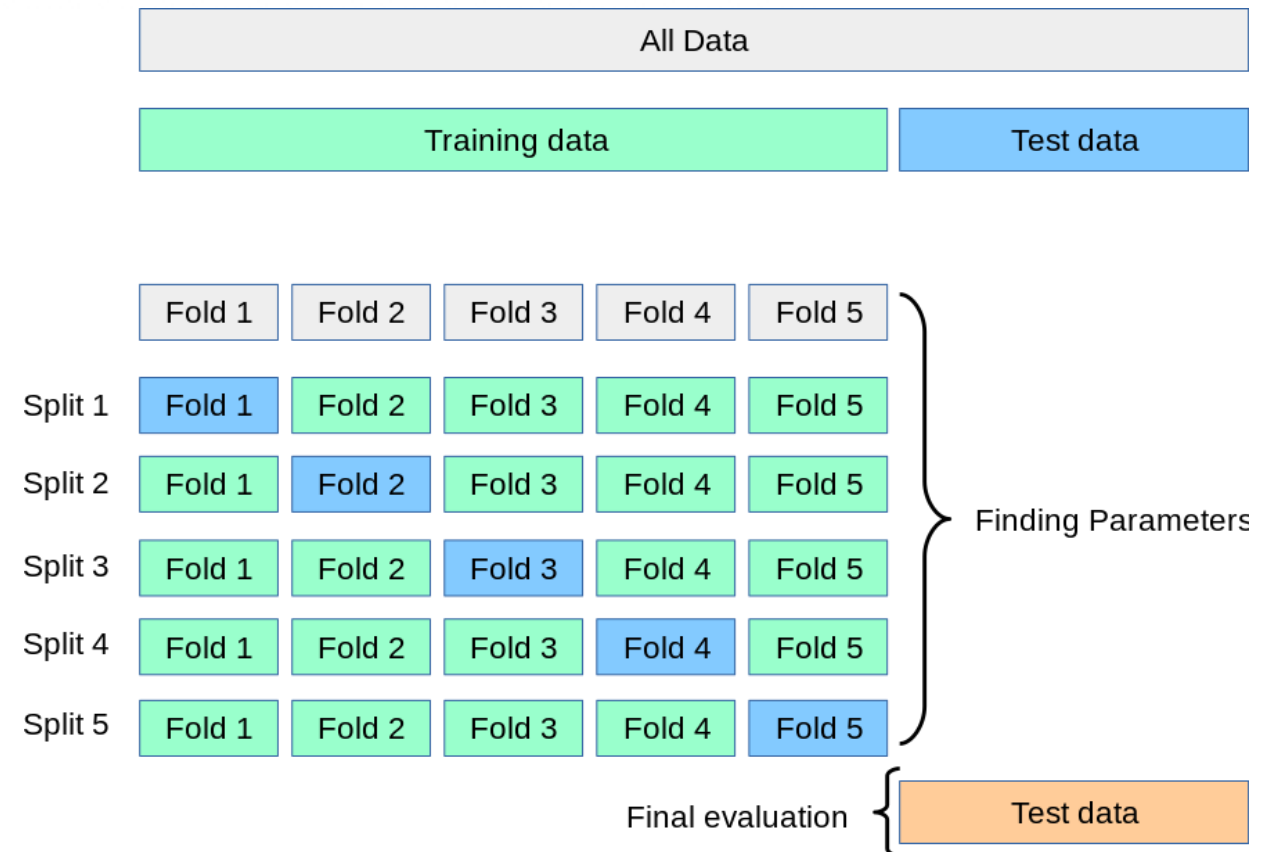 All Data
Training data Test data
Fold 1 Fold 2 Fold 3 Fold 4 Fold 5
Split 1 Fold 1 Fold 2 Fold 3 Fold 4 Fold 5
Split 2 Fold 1 Fold 2 Fold 3 Fold 4 Fold 5
Finding Parameters
Split 3 Fold 1 Fold 2 Fold 3 Fold 4 Fold 5
Split 4 Fold 1 Fold 2 Fold 3 Fold 4 Fold 5
Split 5 Fold 1 Fold 2 Fold 3 Fold 4 Fold 5
Final evaluation Test data